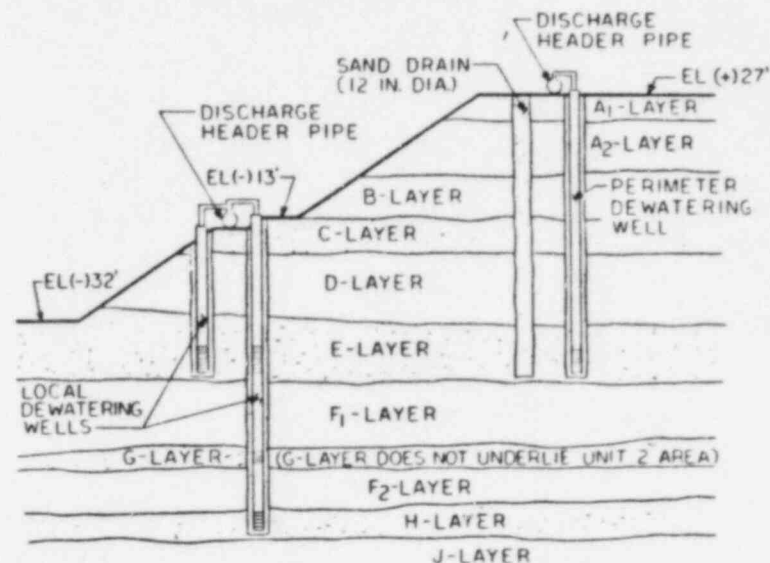 DISCHARGE
HEADER PIPE
SAND DRAIN
(12 IN. DIA.)
EL (+)27'
A1-LAYER
DISCHARGE
HEADER PIPE
A2-LAYER
EL(-)13'
B-LAYER
PERIMETER
DEWATERING
WELL
C-LAYER
EL(-)32'
D-LAYER
E-LAYER
LOCAL
DEWATERING
WELLS
F1-LAYER
G-LAYER- (G-LAYER DOES NOT UNDERLIE UNIT 2 AREA)
F2-LAYER
H-LAYER
J-LAYER